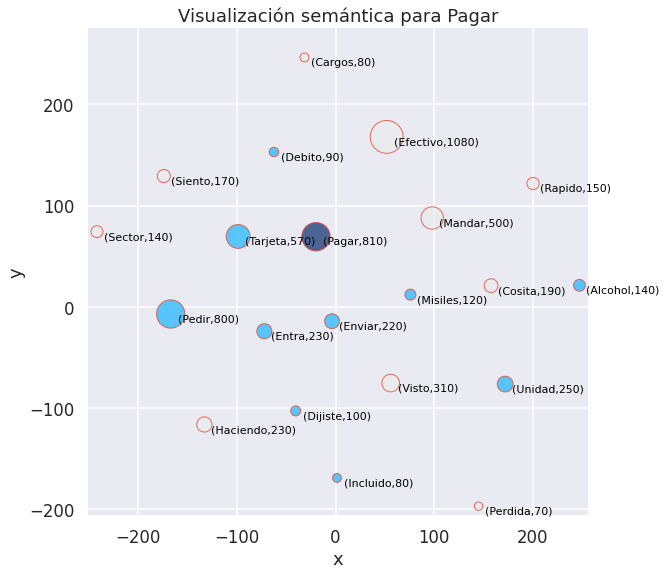 Visualización semántica para Pagar
(Cargos,80)
200
(Efectivo,1080)
(Debito,90)
(Siento,170)
(Rapido,150)
100
(Mandar,500)
(Sector,140)
(Tarjeta,570)
(Pagar,810)
y
(Cosita,190)
(Alcohol,140)
(Misiles,120)
0
(Pedir,800)
(Enviar,220)
(Entra,230)
(Visto,310)
(Unidad,250)
−100
(Dijiste,100)
(Haciendo,230)
(Incluido,80)
−200
(Perdida,70)
−200 −100 0 100 200
x